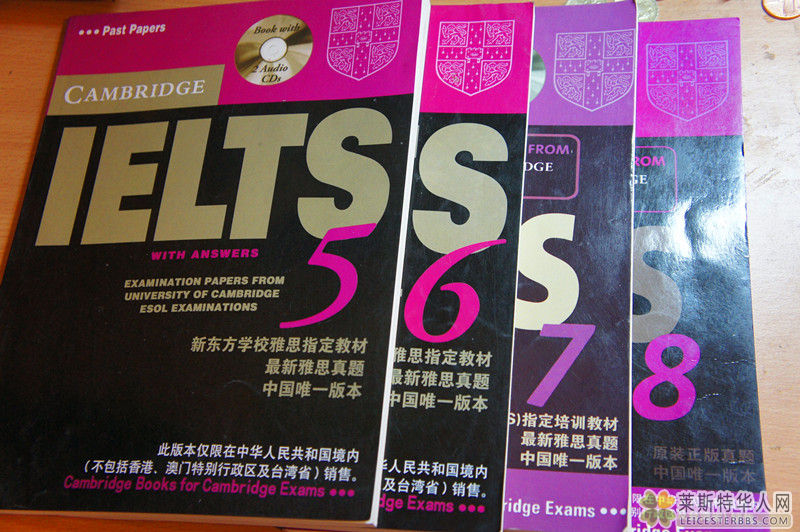 Past Papers
Book with
2 Audio
CDs
CAMBRIDGE
IELTS
WITH ANSWERS
5
EXAMINATION PAPERS FROM
UNIVERSITY OF CAMBRIDGE
ESOL EXAMINATIONS
新东方学校雅思指定教材
最新雅思真题
中国唯一版本
此版本仅限在中华人民共和国境内
(不包括香港、澳门特别行政区及台湾省)销售。
Cambridge Books for Cambridge Exams
S
6
雅思指定教材
最新雅思真题
中国唯一版本
华人民共和国境内
及台湾省)销售。
dge Exams
FROM
DGE
S
7
S)指定培训教材
最新雅思真题
中国唯一版本
bridge Exams
ROM
GE
S
8
原装正版真题
中国唯一版本
莱斯特华人网
LEICESTERBBS.COM